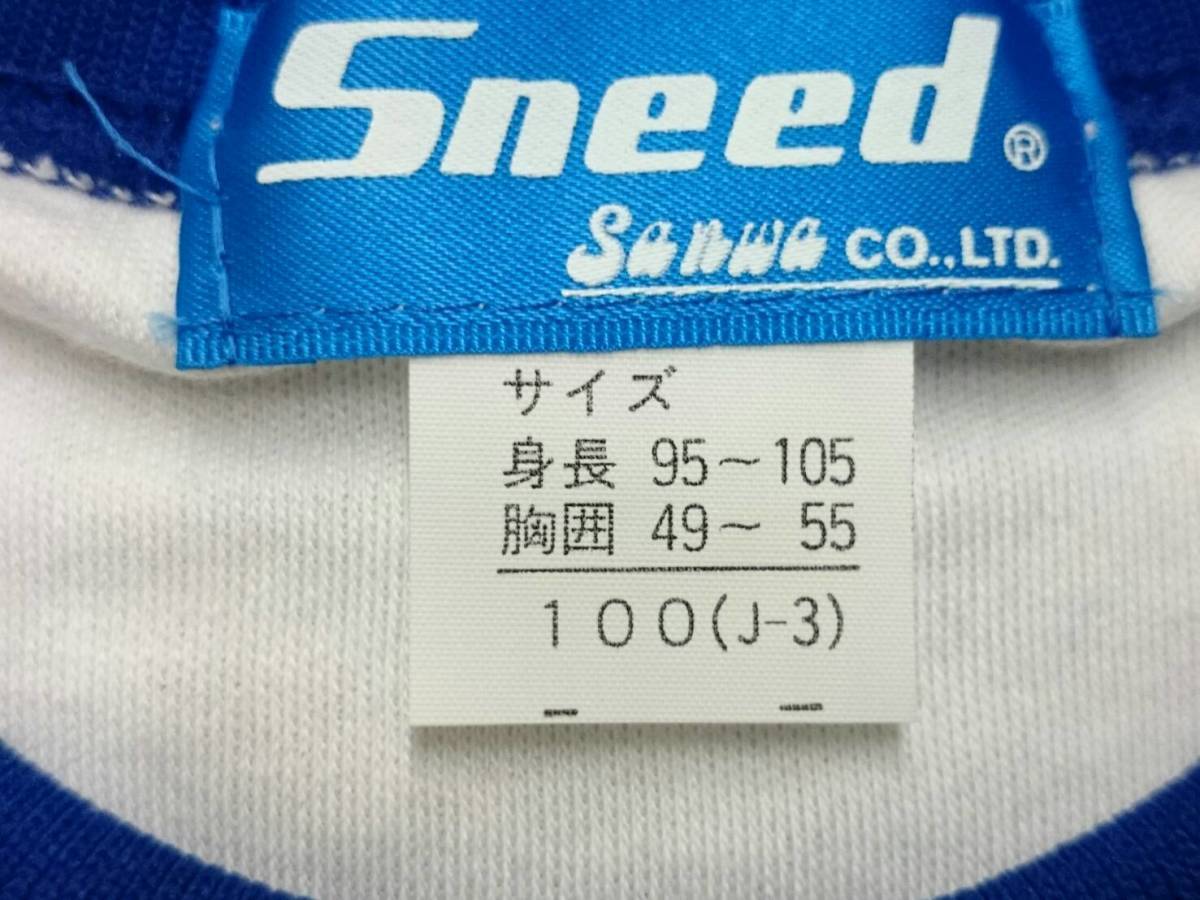 Sneed®
Sanwa CO.,LTD.
サイズ
身長 95～105
胸囲 49～ 55
100(J-3)